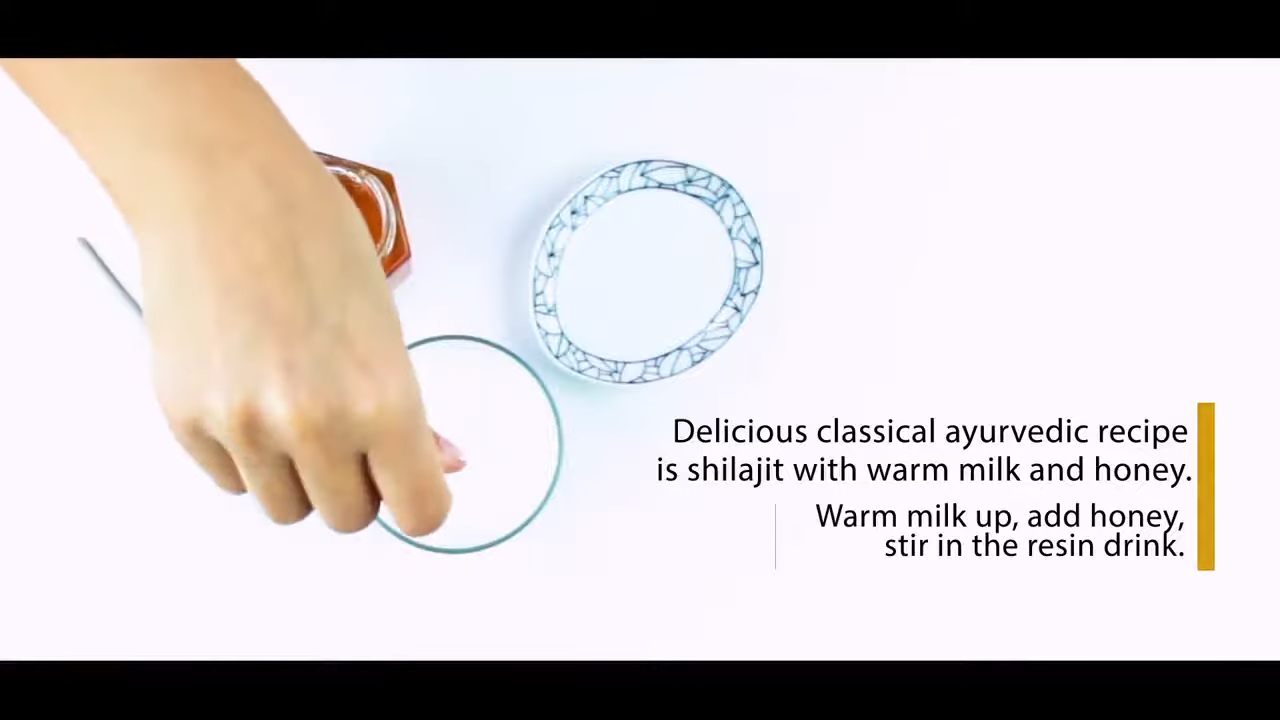 Delicious classical ayurvedic recipe
is shilajit with warm milk and honey.
Warm milk up, add honey,
stir in the resin drink.